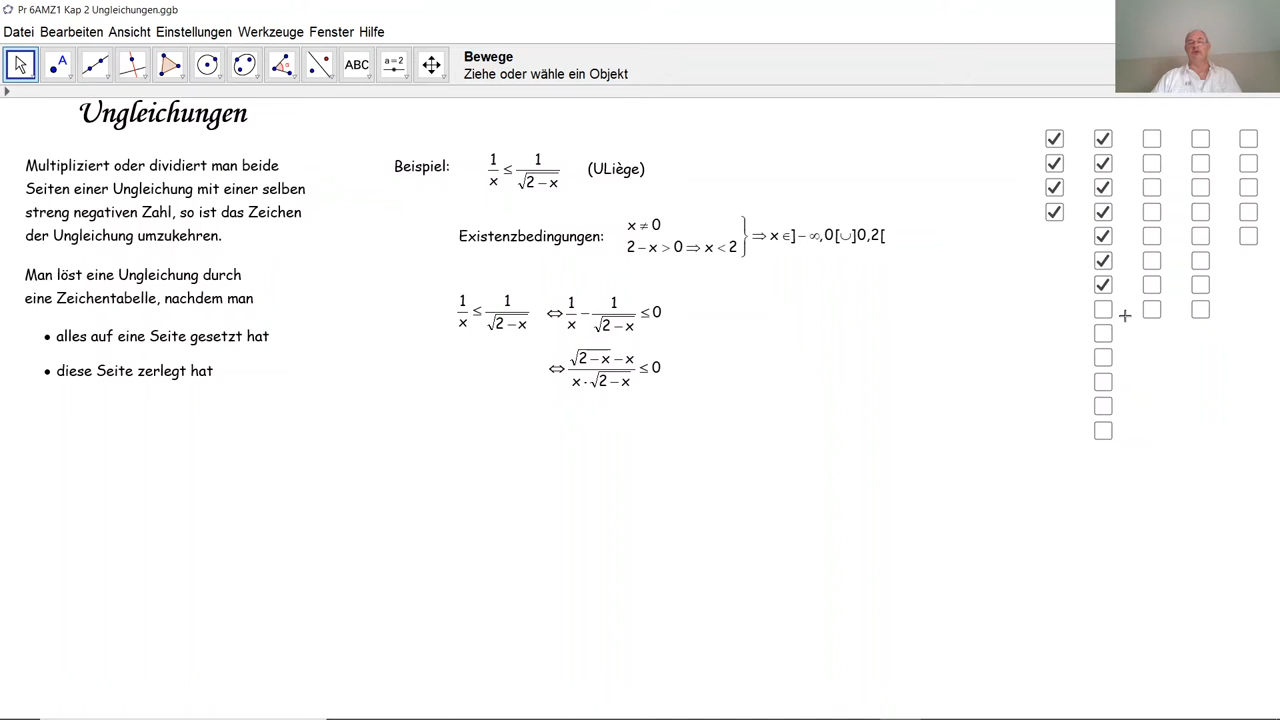 Pr 6AMZ1 Kap 2 Ungleichungen.ggb
Datei Bearbeiten Ansicht Einstellungen Werkzeuge Fenster Hilfe
A
ABC
a=2
Bewege
Ziehe oder wähle ein Objekt
Ungleichungen
Multipliziert oder dividiert man beide
Seiten einer Ungleichung mit einer selben
streng negativen Zahl, so ist das Zeichen
der Ungleichung umzukehren.
Man löst eine Ungleichung durch
eine Zeichentabelle, nachdem man
• alles auf eine Seite gesetzt hat
• diese Seite zerlegt hat
Beispiel: 1/x ≤ 1/√(2−x) (ULiège)
Existenzbedingungen: x ≠ 0
2−x > 0 ⇒ x < 2 } ⇒ x ∈ ]−∞,0[∪]0,2[
1/x ≤ 1/√(2−x) ⇔ 1/x − 1/√(2−x) ≤ 0
⇔ (√(2−x) − x)/(x·√(2−x)) ≤ 0